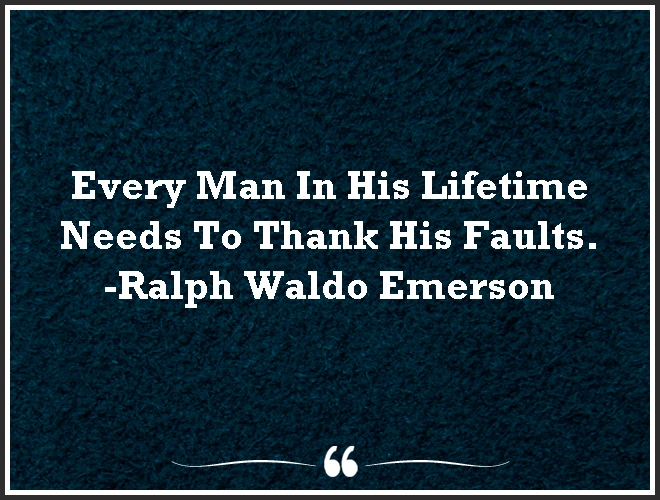 Every Man In His Lifetime
Needs To Thank His Faults.
-Ralph Waldo Emerson
❝